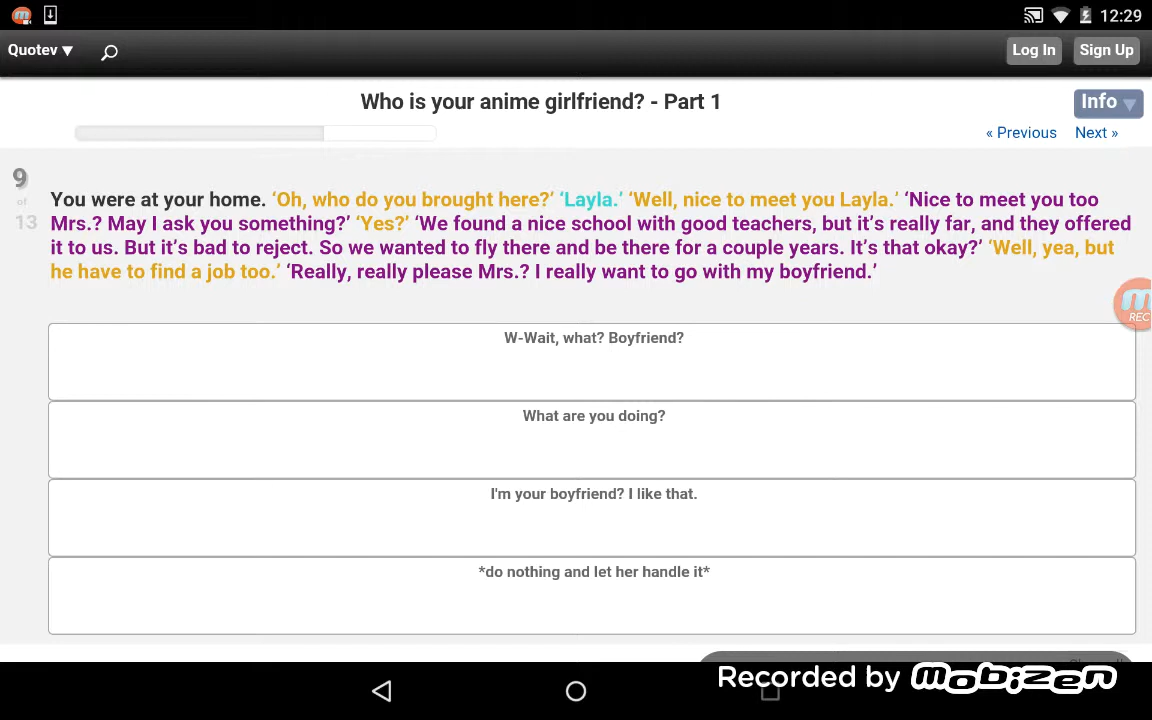 12:29
Quotev ▼
Log In
Sign Up
Who is your anime girlfriend? - Part 1
Info ▼
« Previous Next »
9
of
13
You were at your home. ‘Oh, who do you brought here?’ ‘Layla.’ ‘Well, nice to meet you Layla.’ ‘Nice to meet you too
Mrs.? May I ask you something?’ ‘Yes?’ ‘We found a nice school with good teachers, but it’s really far, and they offered
it to us. But it’s bad to reject. So we wanted to fly there and be there for a couple years. It’s that okay?’ ‘Well, yea, but
he have to find a job too.’ ‘Really, really please Mrs.? I really want to go with my boyfriend.’
REC
W-Wait, what? Boyfriend?
What are you doing?
I'm your boyfriend? I like that.
*do nothing and let her handle it*
Recorded by mobizen